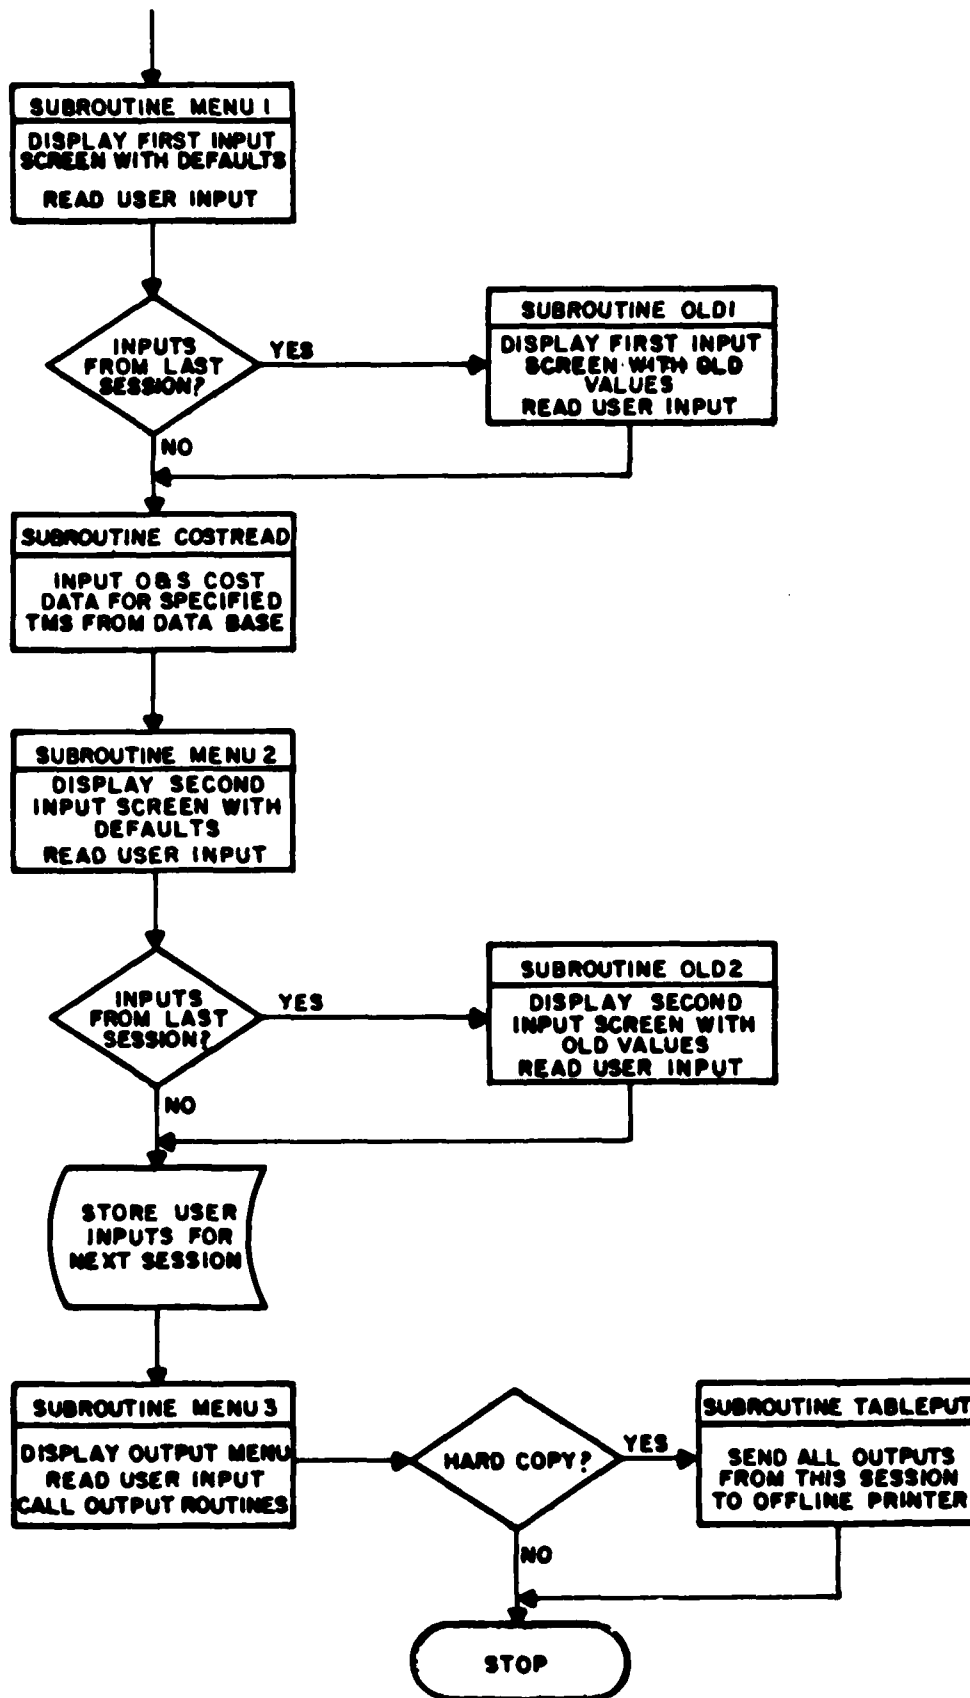 SUBROUTINE MENU 1
DISPLAY FIRST INPUT
SCREEN WITH DEFAULTS
READ USER INPUT
INPUTS
FROM LAST
SESSION?
YES
NO
SUBROUTINE OLD1
DISPLAY FIRST INPUT
SCREEN WITH OLD
VALUES
READ USER INPUT
SUBROUTINE COSTREAD
INPUT O&S COST
DATA FOR SPECIFIED
TMS FROM DATA BASE
SUBROUTINE MENU 2
DISPLAY SECOND
INPUT SCREEN WITH
DEFAULTS
READ USER INPUT
INPUTS
FROM LAST
SESSION?
YES
NO
SUBROUTINE OLD2
DISPLAY SECOND
INPUT SCREEN WITH
OLD VALUES
READ USER INPUT
STORE USER
INPUTS FOR
NEXT SESSION
SUBROUTINE MENU 3
DISPLAY OUTPUT MENU
READ USER INPUT
CALL OUTPUT ROUTINES
HARD COPY?
YES
NO
SUBROUTINE TABLEPUT
SEND ALL OUTPUTS
FROM THIS SESSION
TO OFFLINE PRINTER
STOP